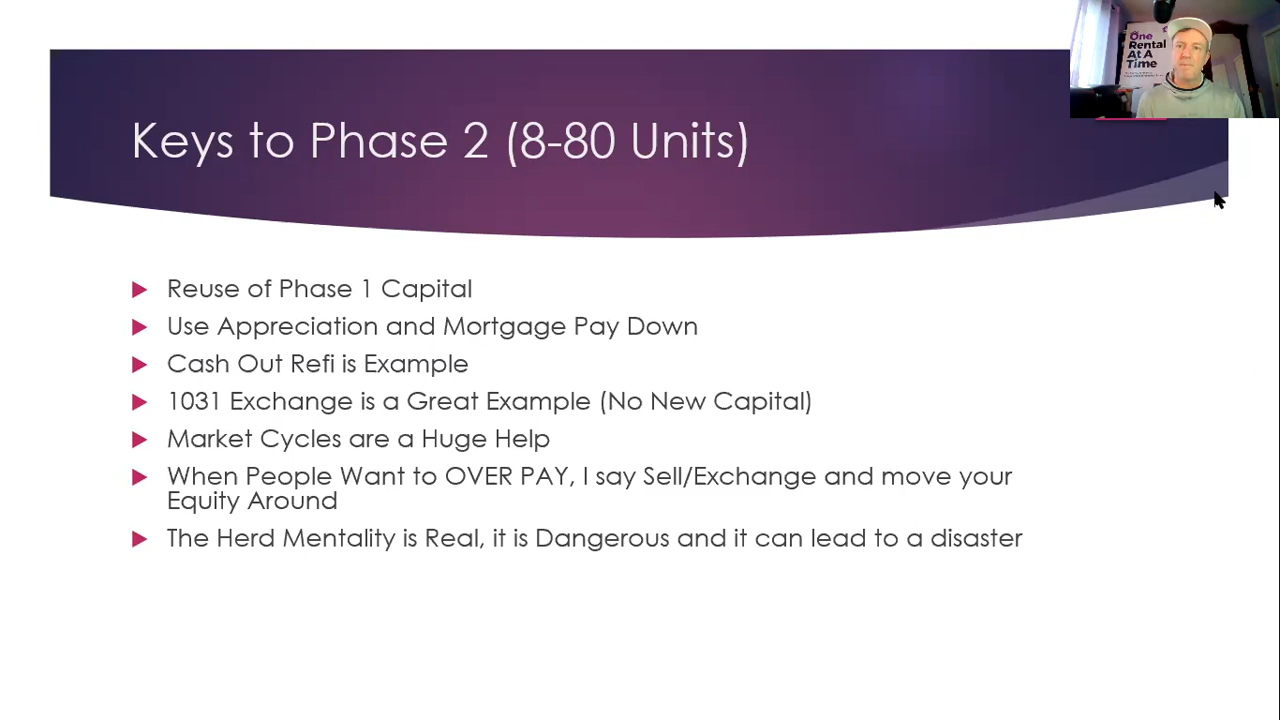 Keys to Phase 2 (8-80 Units)
One
Rental
At A
Time
Reuse of Phase 1 Capital
Use Appreciation and Mortgage Pay Down
Cash Out Refi is Example
1031 Exchange is a Great Example (No New Capital)
Market Cycles are a Huge Help
When People Want to OVER PAY, I say Sell/Exchange and move your
Equity Around
The Herd Mentality is Real, it is Dangerous and it can lead to a disaster